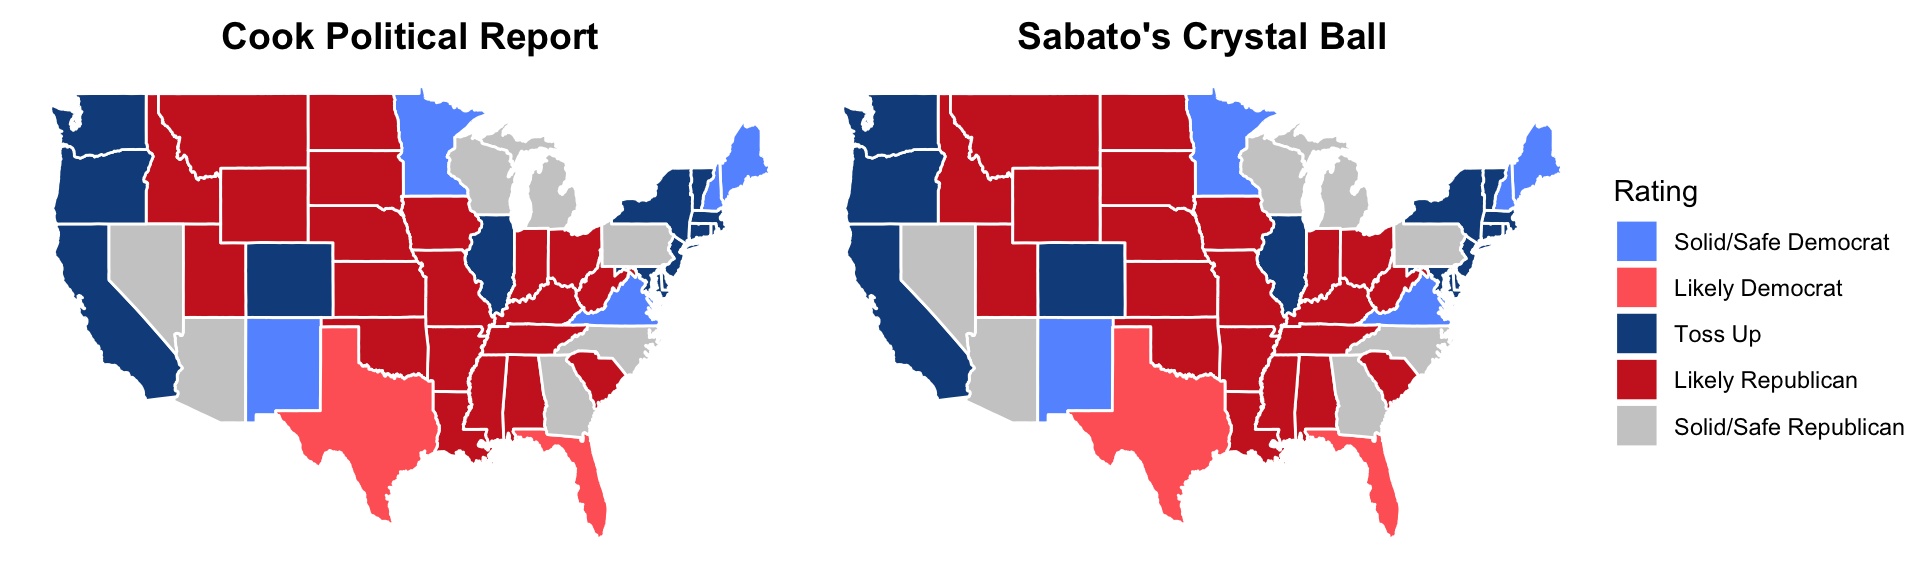 Cook Political Report
Sabato's Crystal Ball
Rating
Solid/Safe Democrat
Likely Democrat
Toss Up
Likely Republican
Solid/Safe Republican